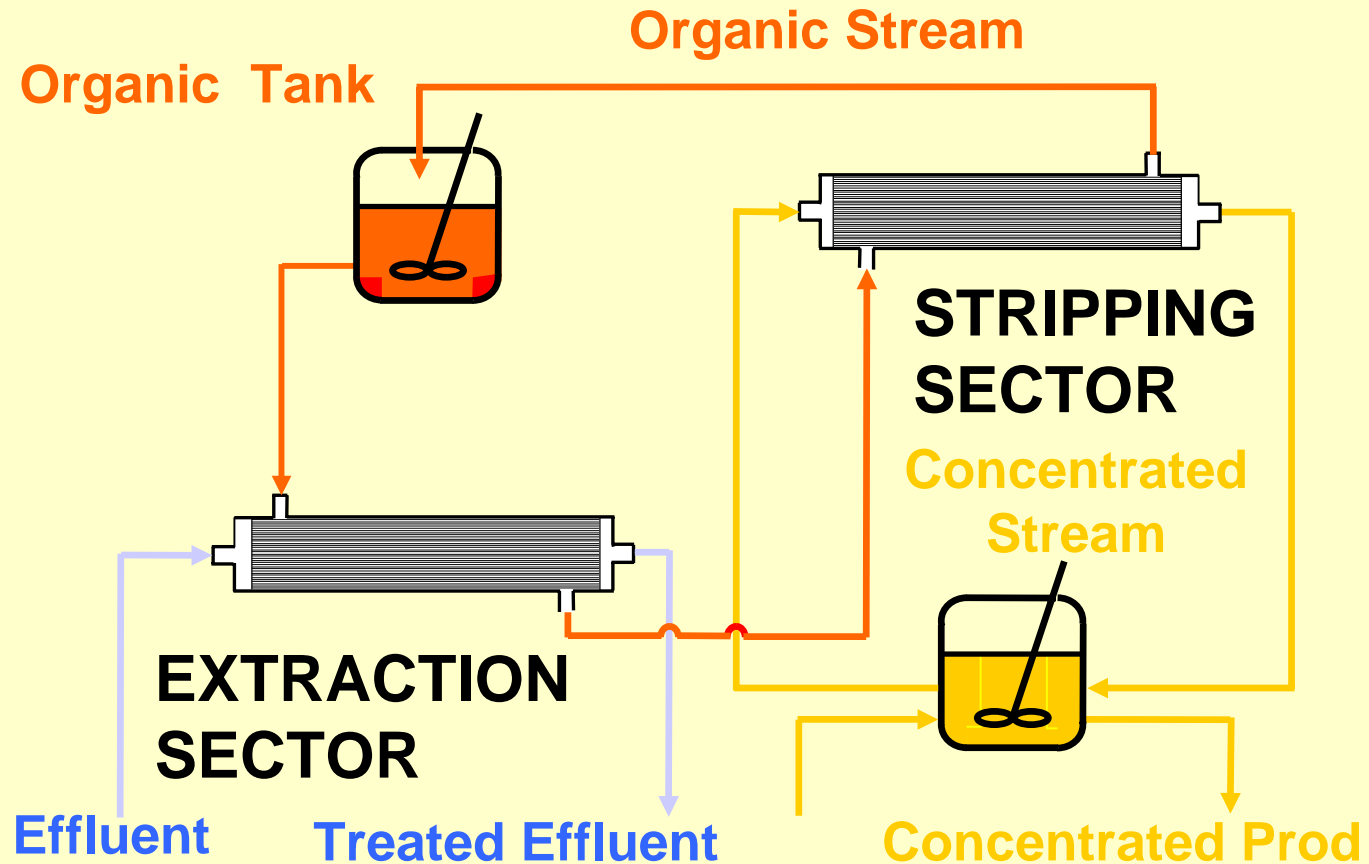 Organic Stream
Organic Tank
STRIPPING
SECTOR
Concentrated
Stream
EXTRACTION
SECTOR
Effluent
Treated Effluent
Concentrated Prod